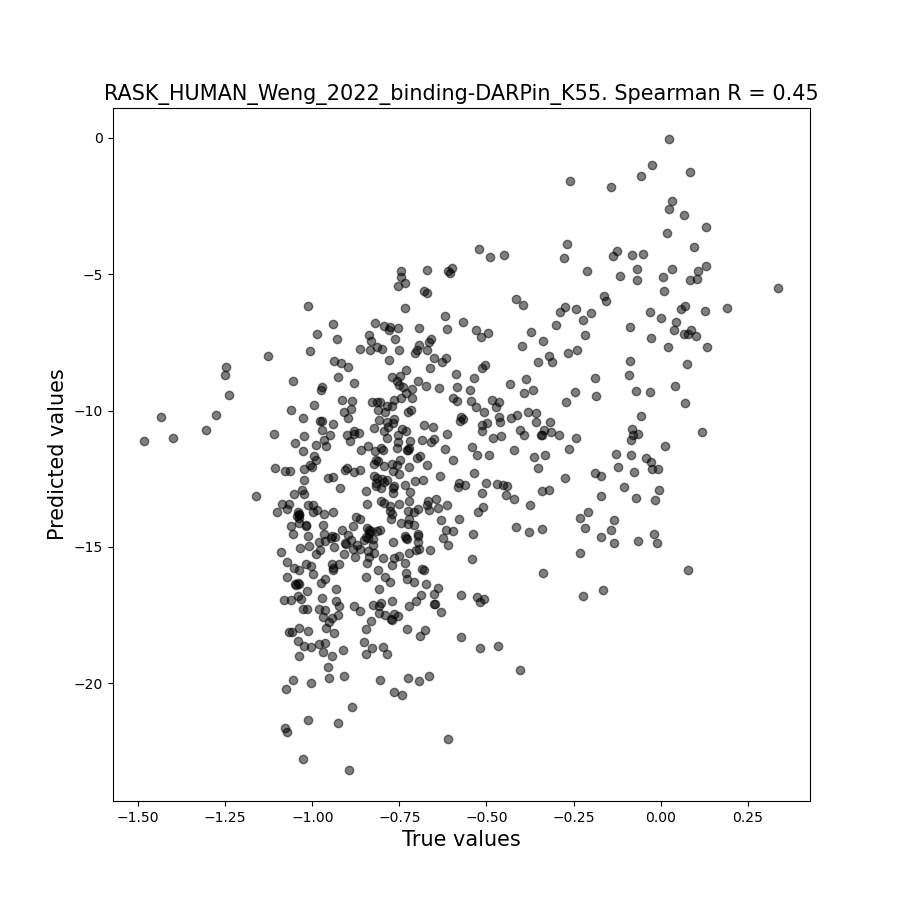 RASK_HUMAN_Weng_2022_binding-DARPin_K55. Spearman R = 0.45
0
−5
−10
−15
−20
Predicted values
−1.50 −1.25 −1.00 −0.75 −0.50 −0.25 0.00 0.25
True values